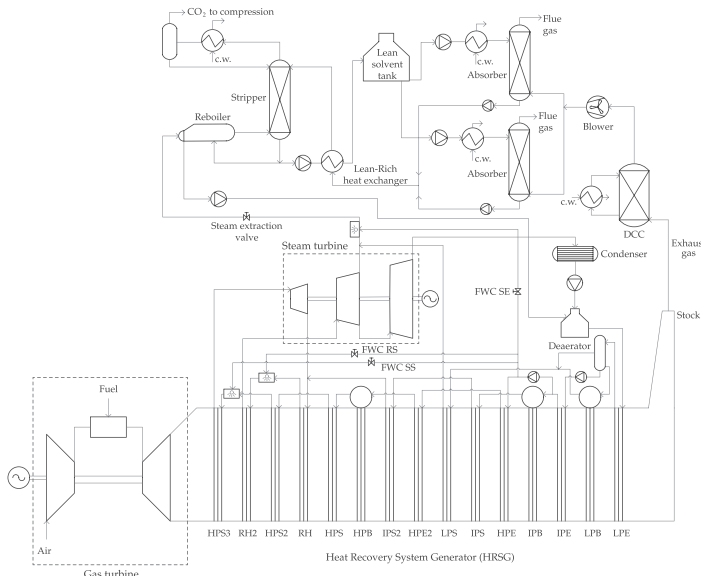 CO2 to compression
c.w.
Stripper
Reboiler
Lean
solvent
tank
c.w.
Absorber
Flue
gas
c.w.
Absorber
Flue
gas
Blower
Lean-Rich
heat exchanger
c.w.
DCC
Exhaus
gas
Steam extraction
valve
Steam turbine
Condenser
FWC SE
Stock
Deaerator
FWC RS
FWC SS
Fuel
Air
Gas turbine
HPS3 RH2 HPS2 RH HPS HPB IPS2 HPE2 LPS IPS HPE IPB IPE LPB LPE
Heat Recovery System Generator (HRSG)